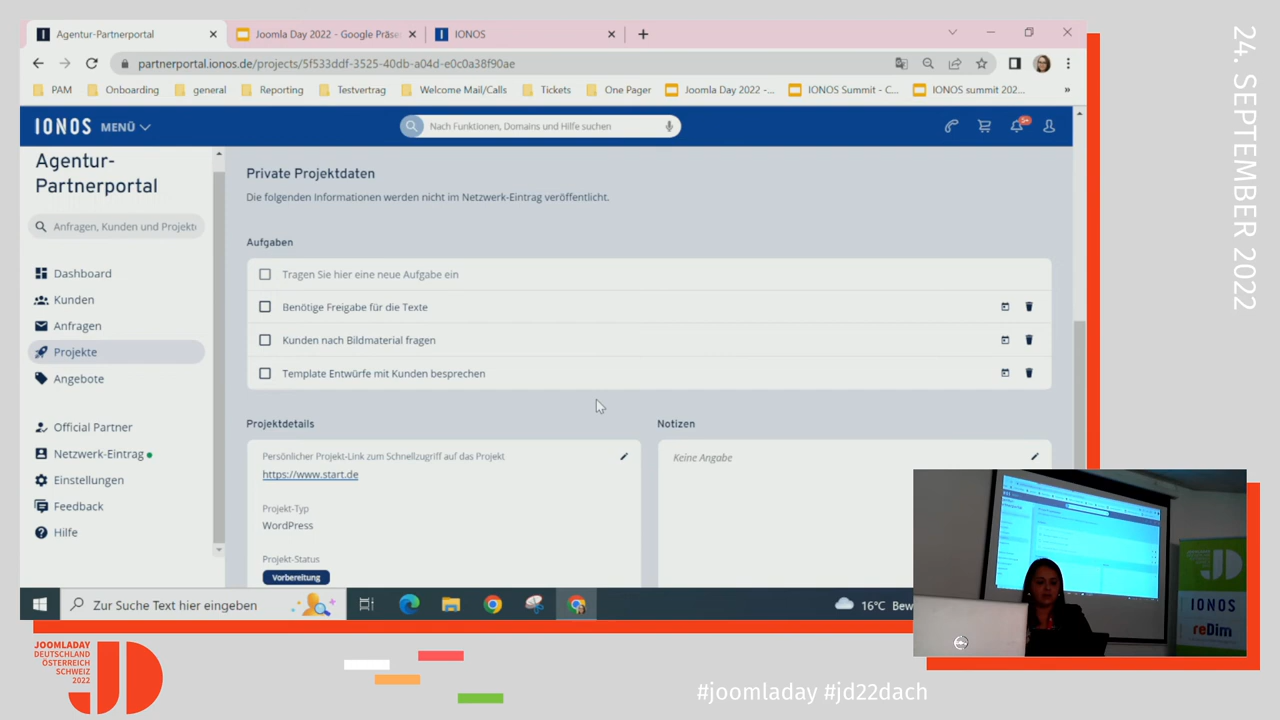 Agentur-Partnerportal
Joomla Day 2022 - Google Präse
IONOS
partnerportal.ionos.de/projects/5f533ddf-3525-40db-a04d-e0c0a38f90ae
PAM
Onboarding
general
Reporting
Testvertrag
Welcome Mail/Calls
Tickets
One Pager
Joomla Day 2022 -...
IONOS Summit - C...
IONOS summit 202...
»
IONOS MENÜ
Nach Funktionen, Domains und Hilfe suchen
5+
Agentur-
Partnerportal
Anfragen, Kunden und Projekte
Dashboard
Kunden
Anfragen
Projekte
Angebote
Official Partner
Netzwerk-Eintrag
Einstellungen
Feedback
Hilfe
Private Projektdaten
Die folgenden Informationen werden nicht im Netzwerk-Eintrag veröffentlicht.
Aufgaben
Tragen Sie hier eine neue Aufgabe ein
Benötige Freigabe für die Texte
Kunden nach Bildmaterial fragen
Template Entwürfe mit Kunden besprechen
Projektdetails
Persönlicher Projekt-Link zum Schnellzugriff auf das Projekt
https://www.start.de
Projekt-Typ
WordPress
Projekt-Status
Vorbereitung
Notizen
Keine Angabe
Zur Suche Text hier eingeben
16°C Bew
24. SEPTEMBER 2022
IONOS
reDim
JOOMLADAY
DEUTSCHLAND
ÖSTERREICH
SCHWEIZ
2022
JD
#joomladay #jd22dach